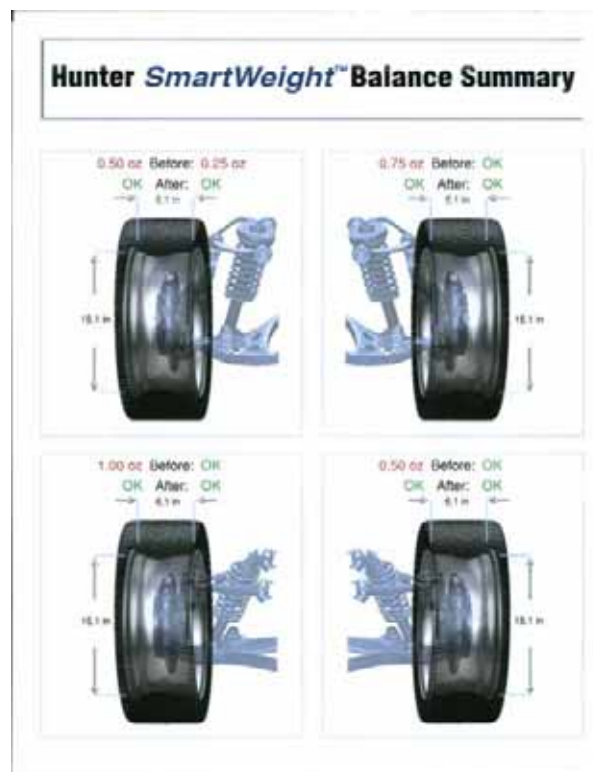 Hunter SmartWeight™ Balance Summary
0.50 oz Before: 0.25 oz
OK After: OK
6.1 in
0.75 oz Before: OK
OK After: OK
6.1 in
15.1 in
15.1 in
1.00 oz Before: OK
OK After: OK
6.1 in
0.50 oz Before: OK
OK After: OK
6.1 in
15.1 in
15.1 in